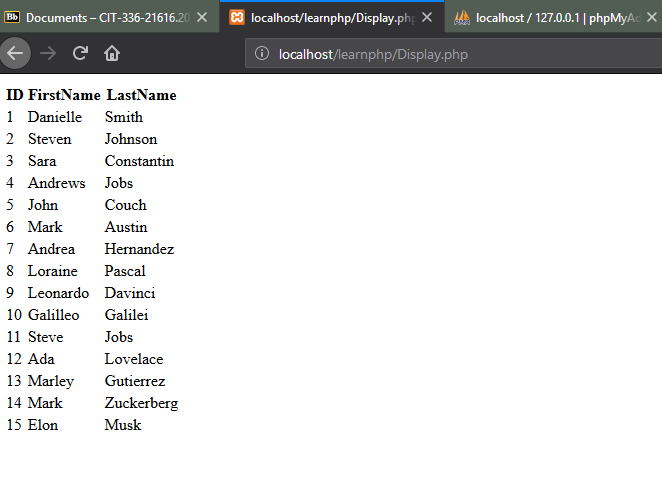 Documents – CIT-336-21616.20
localhost/learnphp/Display.php
localhost / 127.0.0.1 | phpMyAd
localhost/learnphp/Display.php
ID FirstName LastName
1 Danielle Smith
2 Steven Johnson
3 Sara Constantin
4 Andrews Jobs
5 John Couch
6 Mark Austin
7 Andrea Hernandez
8 Loraine Pascal
9 Leonardo Davinci
10 Galilleo Galilei
11 Steve Jobs
12 Ada Lovelace
13 Marley Gutierrez
14 Mark Zuckerberg
15 Elon Musk